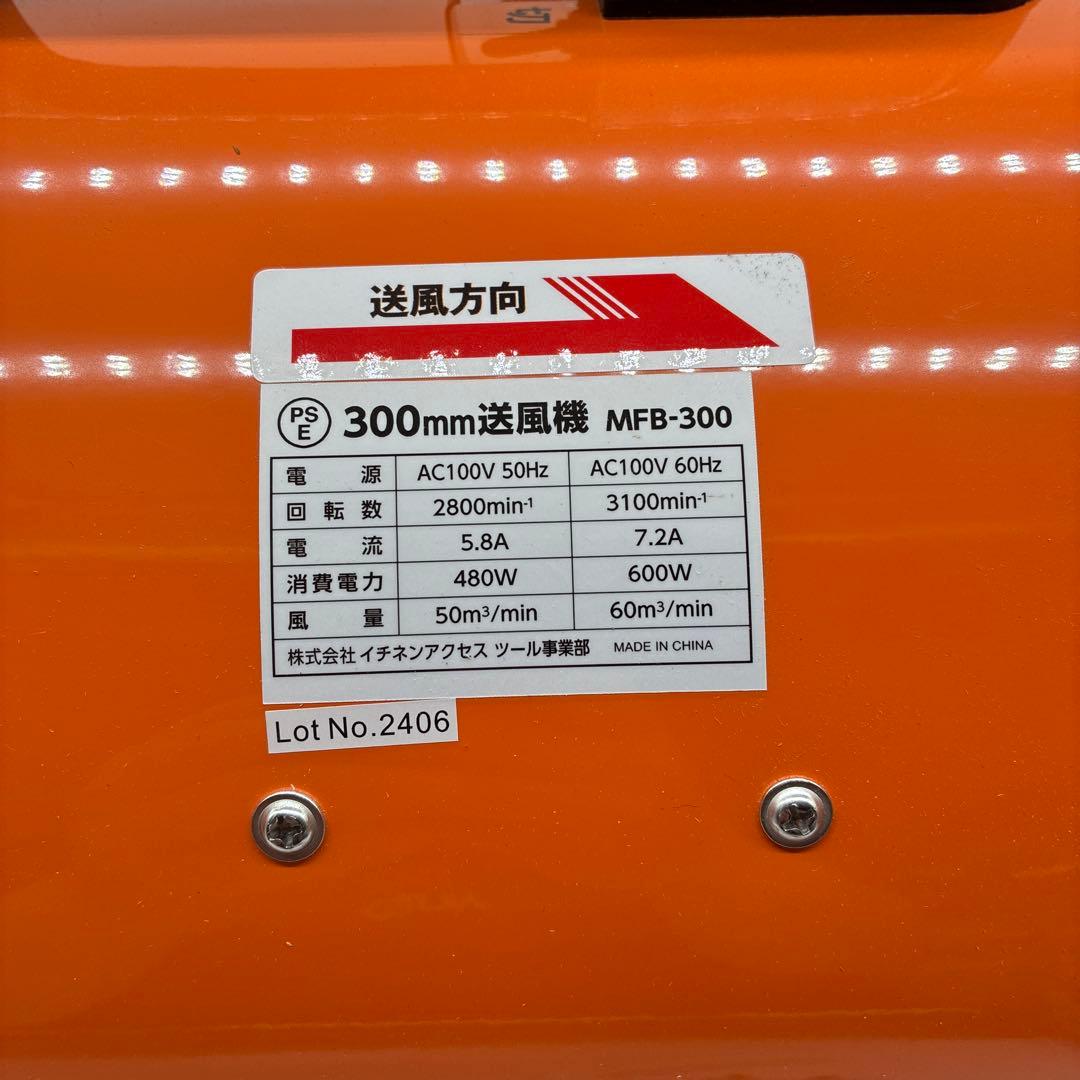 切
送風方向
PS E 300mm送風機 MFB-300
電源 AC100V 50Hz AC100V 60Hz
回転数 2800min-1 3100min-1
電流 5.8A 7.2A
消費電力 480W 600W
風量 50m³/min 60m³/min
株式会社 イチネンアクセス ツール事業部 MADE IN CHINA
Lot No.2406